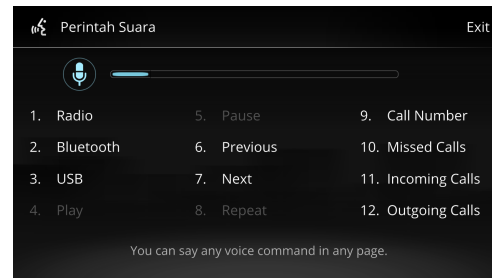 Perintah Suara
Exit
1. Radio
2. Bluetooth
3. USB
4. Play
5. Pause
6. Previous
7. Next
8. Repeat
9. Call Number
10. Missed Calls
11. Incoming Calls
12. Outgoing Calls
You can say any voice command in any page.